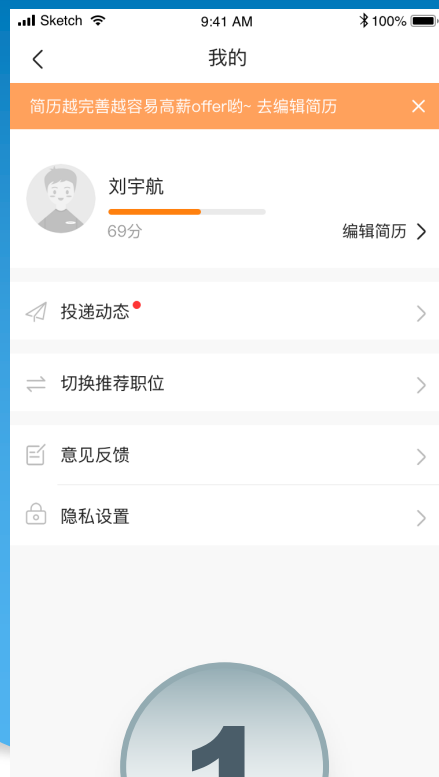 Sketch 9:41 AM 100%
我的
简历越完善越容易高薪offer哟~ 去编辑简历
刘宇航
69分
编辑简历
投递动态
切换推荐职位
意见反馈
隐私设置
1